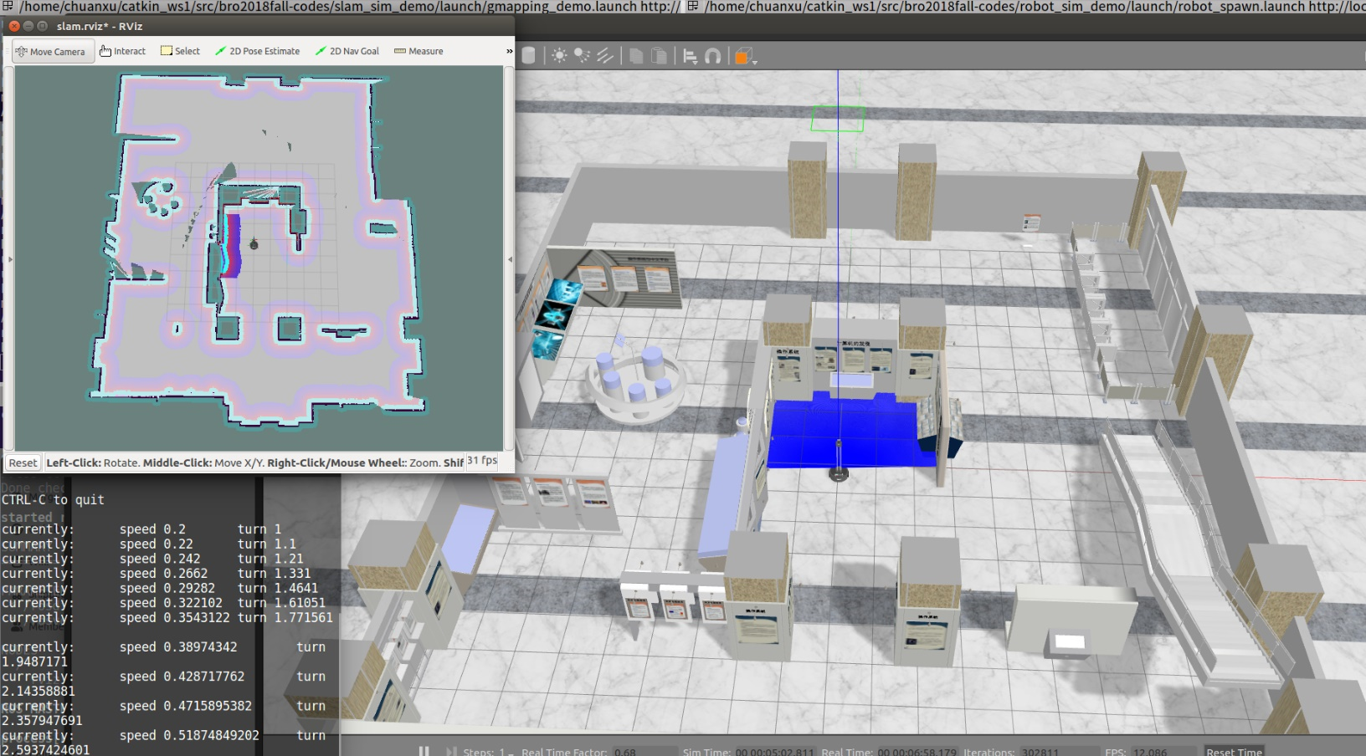 /home/chuanxu/catkin_ws1/src/bro2018fall-codes/slam_sim_demo/launch/gmapping_demo.launch http://
/home/chuanxu/catkin_ws1/src/bro2018fall-codes/robot_sim_demo/launch/robot_spawn.launch http://loc
slam.rviz* - RViz
Move Camera Interact Select 2D Pose Estimate 2D Nav Goal Measure »
Reset Left-Click: Rotate. Middle-Click: Move X/Y. Right-Click/Mouse Wheel:: Zoom. Shif 31 fps
CTRL-C to quit
started
currently: speed 0.2 turn 1
currently: speed 0.22 turn 1.1
currently: speed 0.242 turn 1.21
currently: speed 0.2662 turn 1.331
currently: speed 0.29282 turn 1.4641
currently: speed 0.322102 turn 1.61051
currently: speed 0.3543122 turn 1.771561
currently: speed 0.38974342 turn
1.9487171
currently: speed 0.428717762 turn
2.14358881
currently: speed 0.4715895382 turn
2.357947691
currently: speed 0.51874849202 turn
2.5937424601
Steps: 1 Real Time Factor: 0.68 Sim Time: 00 00:05:02.811 Real Time: 00 00:06:58.179 Iterations: 302811 FPS: 12.086 Reset Time